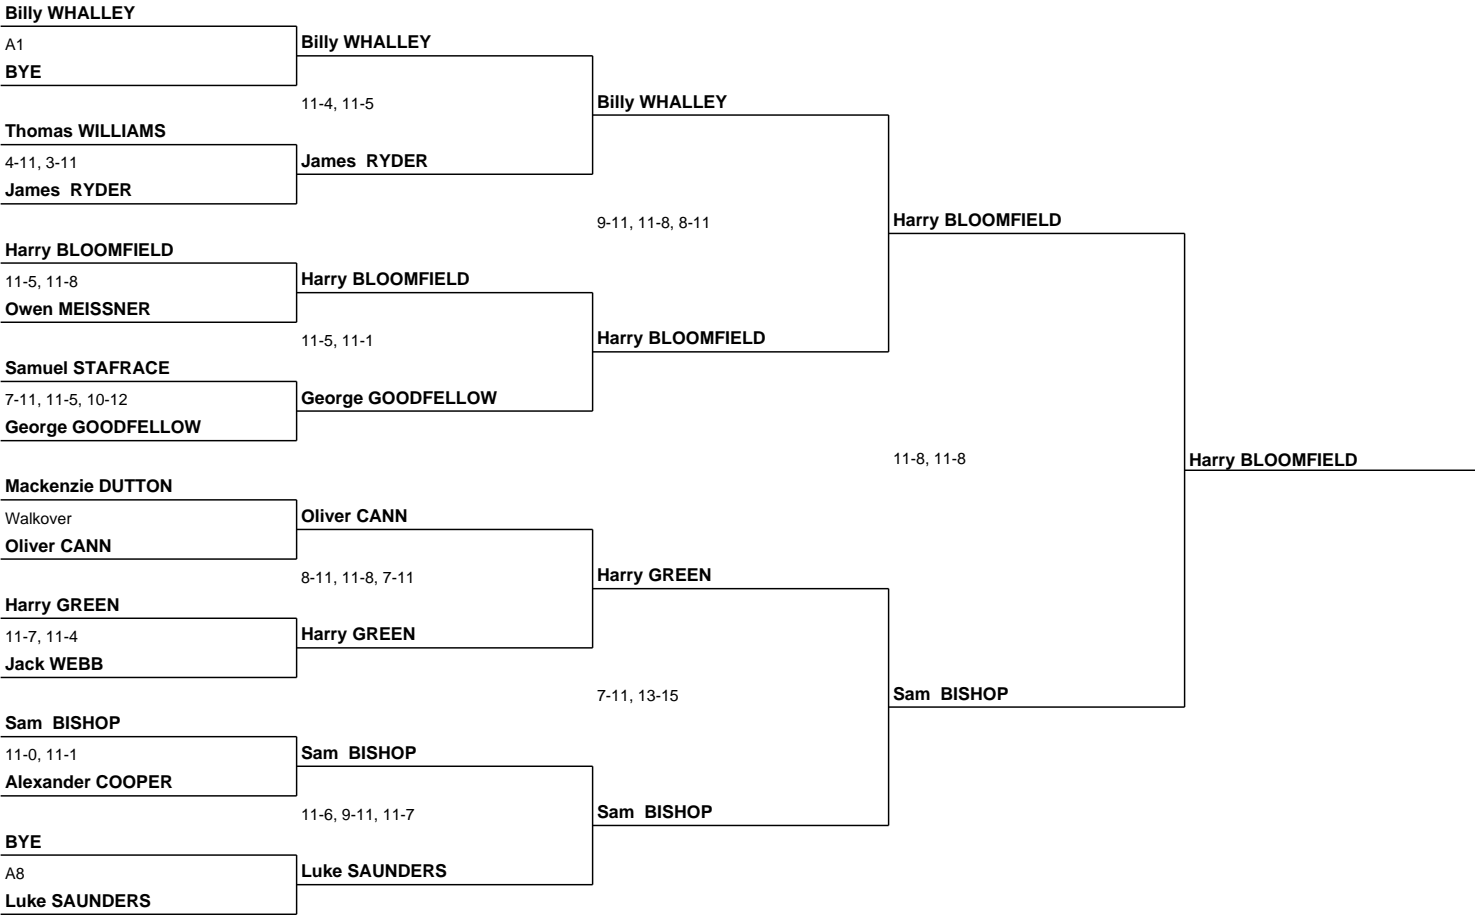 Billy WHALLEY
A1
BYE
Thomas WILLIAMS
4-11, 3-11
James  RYDER
Harry BLOOMFIELD
11-5, 11-8
Owen MEISSNER
Samuel STAFRACE
7-11, 11-5, 10-12
George GOODFELLOW
Mackenzie DUTTON
Walkover
Oliver CANN
Harry GREEN
11-7, 11-4
Jack WEBB
Sam  BISHOP
11-0, 11-1
Alexander COOPER
BYE
A8
Luke SAUNDERS
Billy WHALLEY
11-4, 11-5
James  RYDER
Harry BLOOMFIELD
11-5, 11-1
George GOODFELLOW
Oliver CANN
8-11, 11-8, 7-11
Harry GREEN
Sam  BISHOP
11-6, 9-11, 11-7
Luke SAUNDERS
Billy WHALLEY
9-11, 11-8, 8-11
Harry BLOOMFIELD
Harry GREEN
7-11, 13-15
Sam  BISHOP
Harry BLOOMFIELD
11-8, 11-8
Sam  BISHOP
Harry BLOOMFIELD